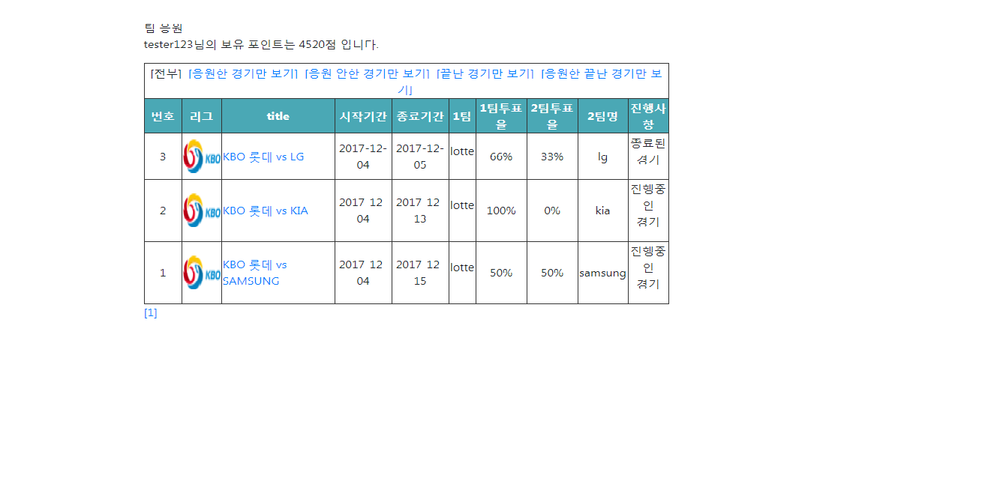 팀 응원
tester123님의 보유 포인트는 4520점 입니다.
[전부] [응원한 경기만 보기] [응원 안한 경기만 보기] [끝난 경기만 보기] [응원한 끝난 경기만 보
기]
번호 리그 title 시작기간 종료기간 1팀 1팀투표 2팀투표 2팀명 진행사
율 율 항
3 KBO KBO 롯데 vs LG 2017-12- 2017-12- lotte 66% 33% lg 종료된
04 05 경기
2 KBO KBO 롯데 vs KIA 2017-12- 2017-12- lotte 100% 0% kia 진행중
04 13 인
경기
1 KBO KBO 롯데 vs 2017-12- 2017-12- lotte 50% 50% samsung 진행중
SAMSUNG 04 15 인
경기
[1]